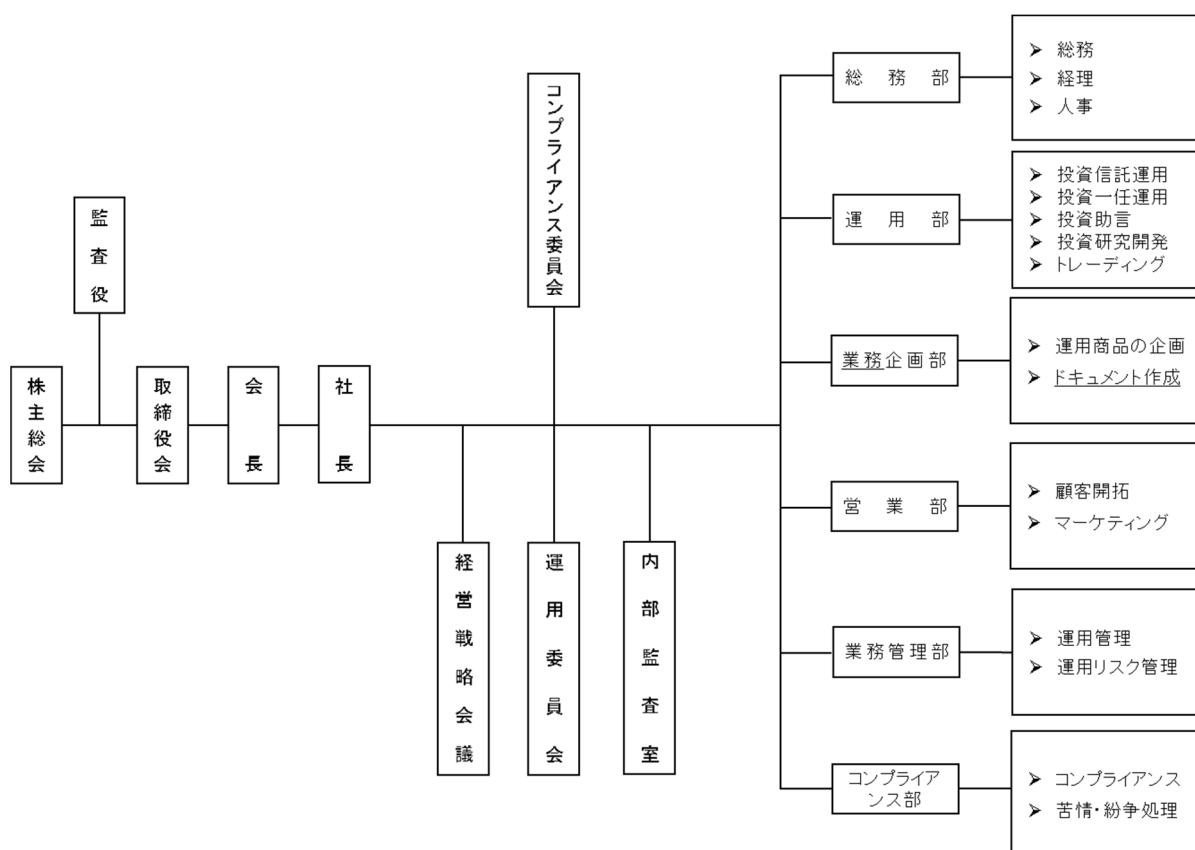 株主総会
監査役
取締役会
会長
社長
コンプライアンス委員会
経営戦略会議
運用委員会
内部監査室
総務部
➢ 総務
➢ 経理
➢ 人事
運用部
➢ 投資信託運用
➢ 投資一任運用
➢ 投資助言
➢ 投資研究開発
➢ トレーディング
業務企画部
➢ 運用商品の企画
➢ ドキュメント作成
営業部
➢ 顧客開拓
➢ マーケティング
業務管理部
➢ 運用管理
➢ 運用リスク管理
コンプライア
ンス部
➢ コンプライアンス
➢ 苦情・紛争処理